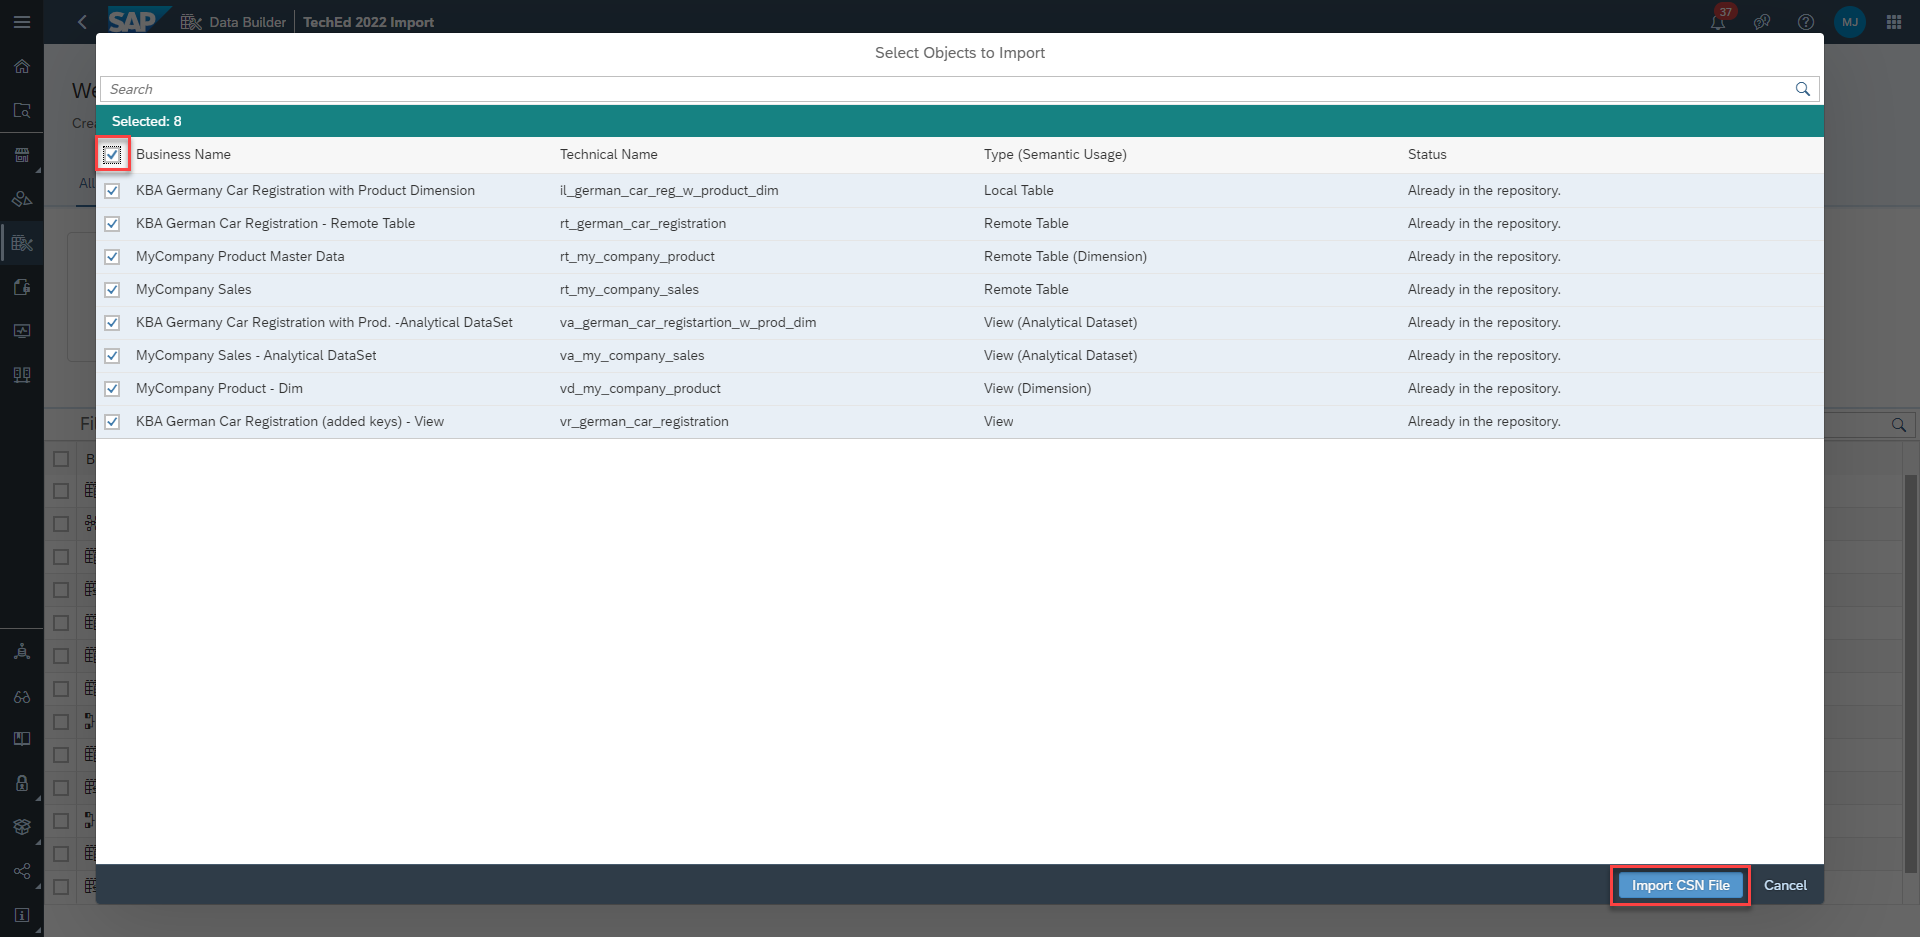 SAP Data Builder TechEd 2022 Import 37 MJ
Select Objects to Import
We
Search
Cre
Selected: 8
Business Name Technical Name Type (Semantic Usage) Status
All
KBA Germany Car Registration with Product Dimension il_german_car_reg_w_product_dim Local Table Already in the repository.
KBA German Car Registration - Remote Table rt_german_car_registration Remote Table Already in the repository.
MyCompany Product Master Data rt_my_company_product Remote Table (Dimension) Already in the repository.
MyCompany Sales rt_my_company_sales Remote Table Already in the repository.
KBA Germany Car Registration with Prod. -Analytical DataSet va_german_car_registartion_w_prod_dim View (Analytical Dataset) Already in the repository.
MyCompany Sales - Analytical DataSet va_my_company_sales View (Analytical Dataset) Already in the repository.
MyCompany Product - Dim vd_my_company_product View (Dimension) Already in the repository.
KBA German Car Registration (added keys) - View vr_german_car_registration View Already in the repository.
Fi
B
Import CSN File Cancel